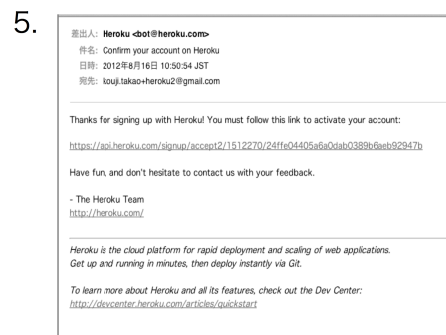 5.
差出人: Heroku <bot@heroku.com>
件名: Confirm your account on Heroku
日時: 2012年8月16日 10:50:54 JST
宛先: kouji.takao+heroku2@gmail.com
Thanks for signing up with Heroku! You must follow this link to activate your account:
https://api.heroku.com/signup/accept2/1512270/24ffe04405a6a0dab0389b6aeb92947b
Have fun, and don't hesitate to contact us with your feedback.
- The Heroku Team
http://heroku.com/
Heroku is the cloud platform for rapid deployment and scaling of web applications.
Get up and running in minutes, then deploy instantly via Git.
To learn more about Heroku and all its features, check out the Dev Center:
http://devcenter.heroku.com/articles/quickstart